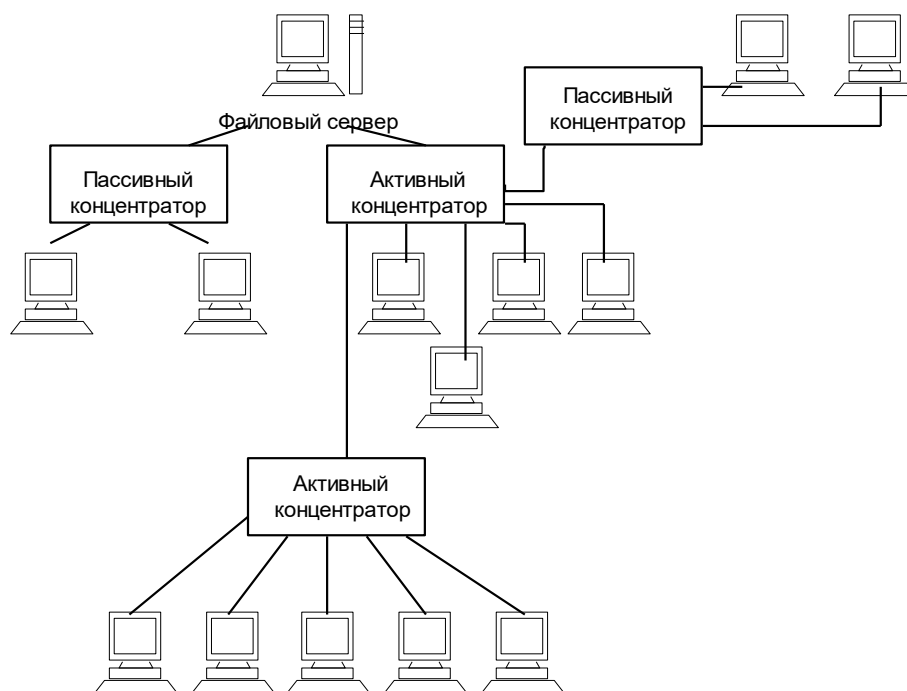 Файловый сервер
Пассивный
концентратор
Пассивный
концентратор
Активный
концентратор
Активный
концентратор